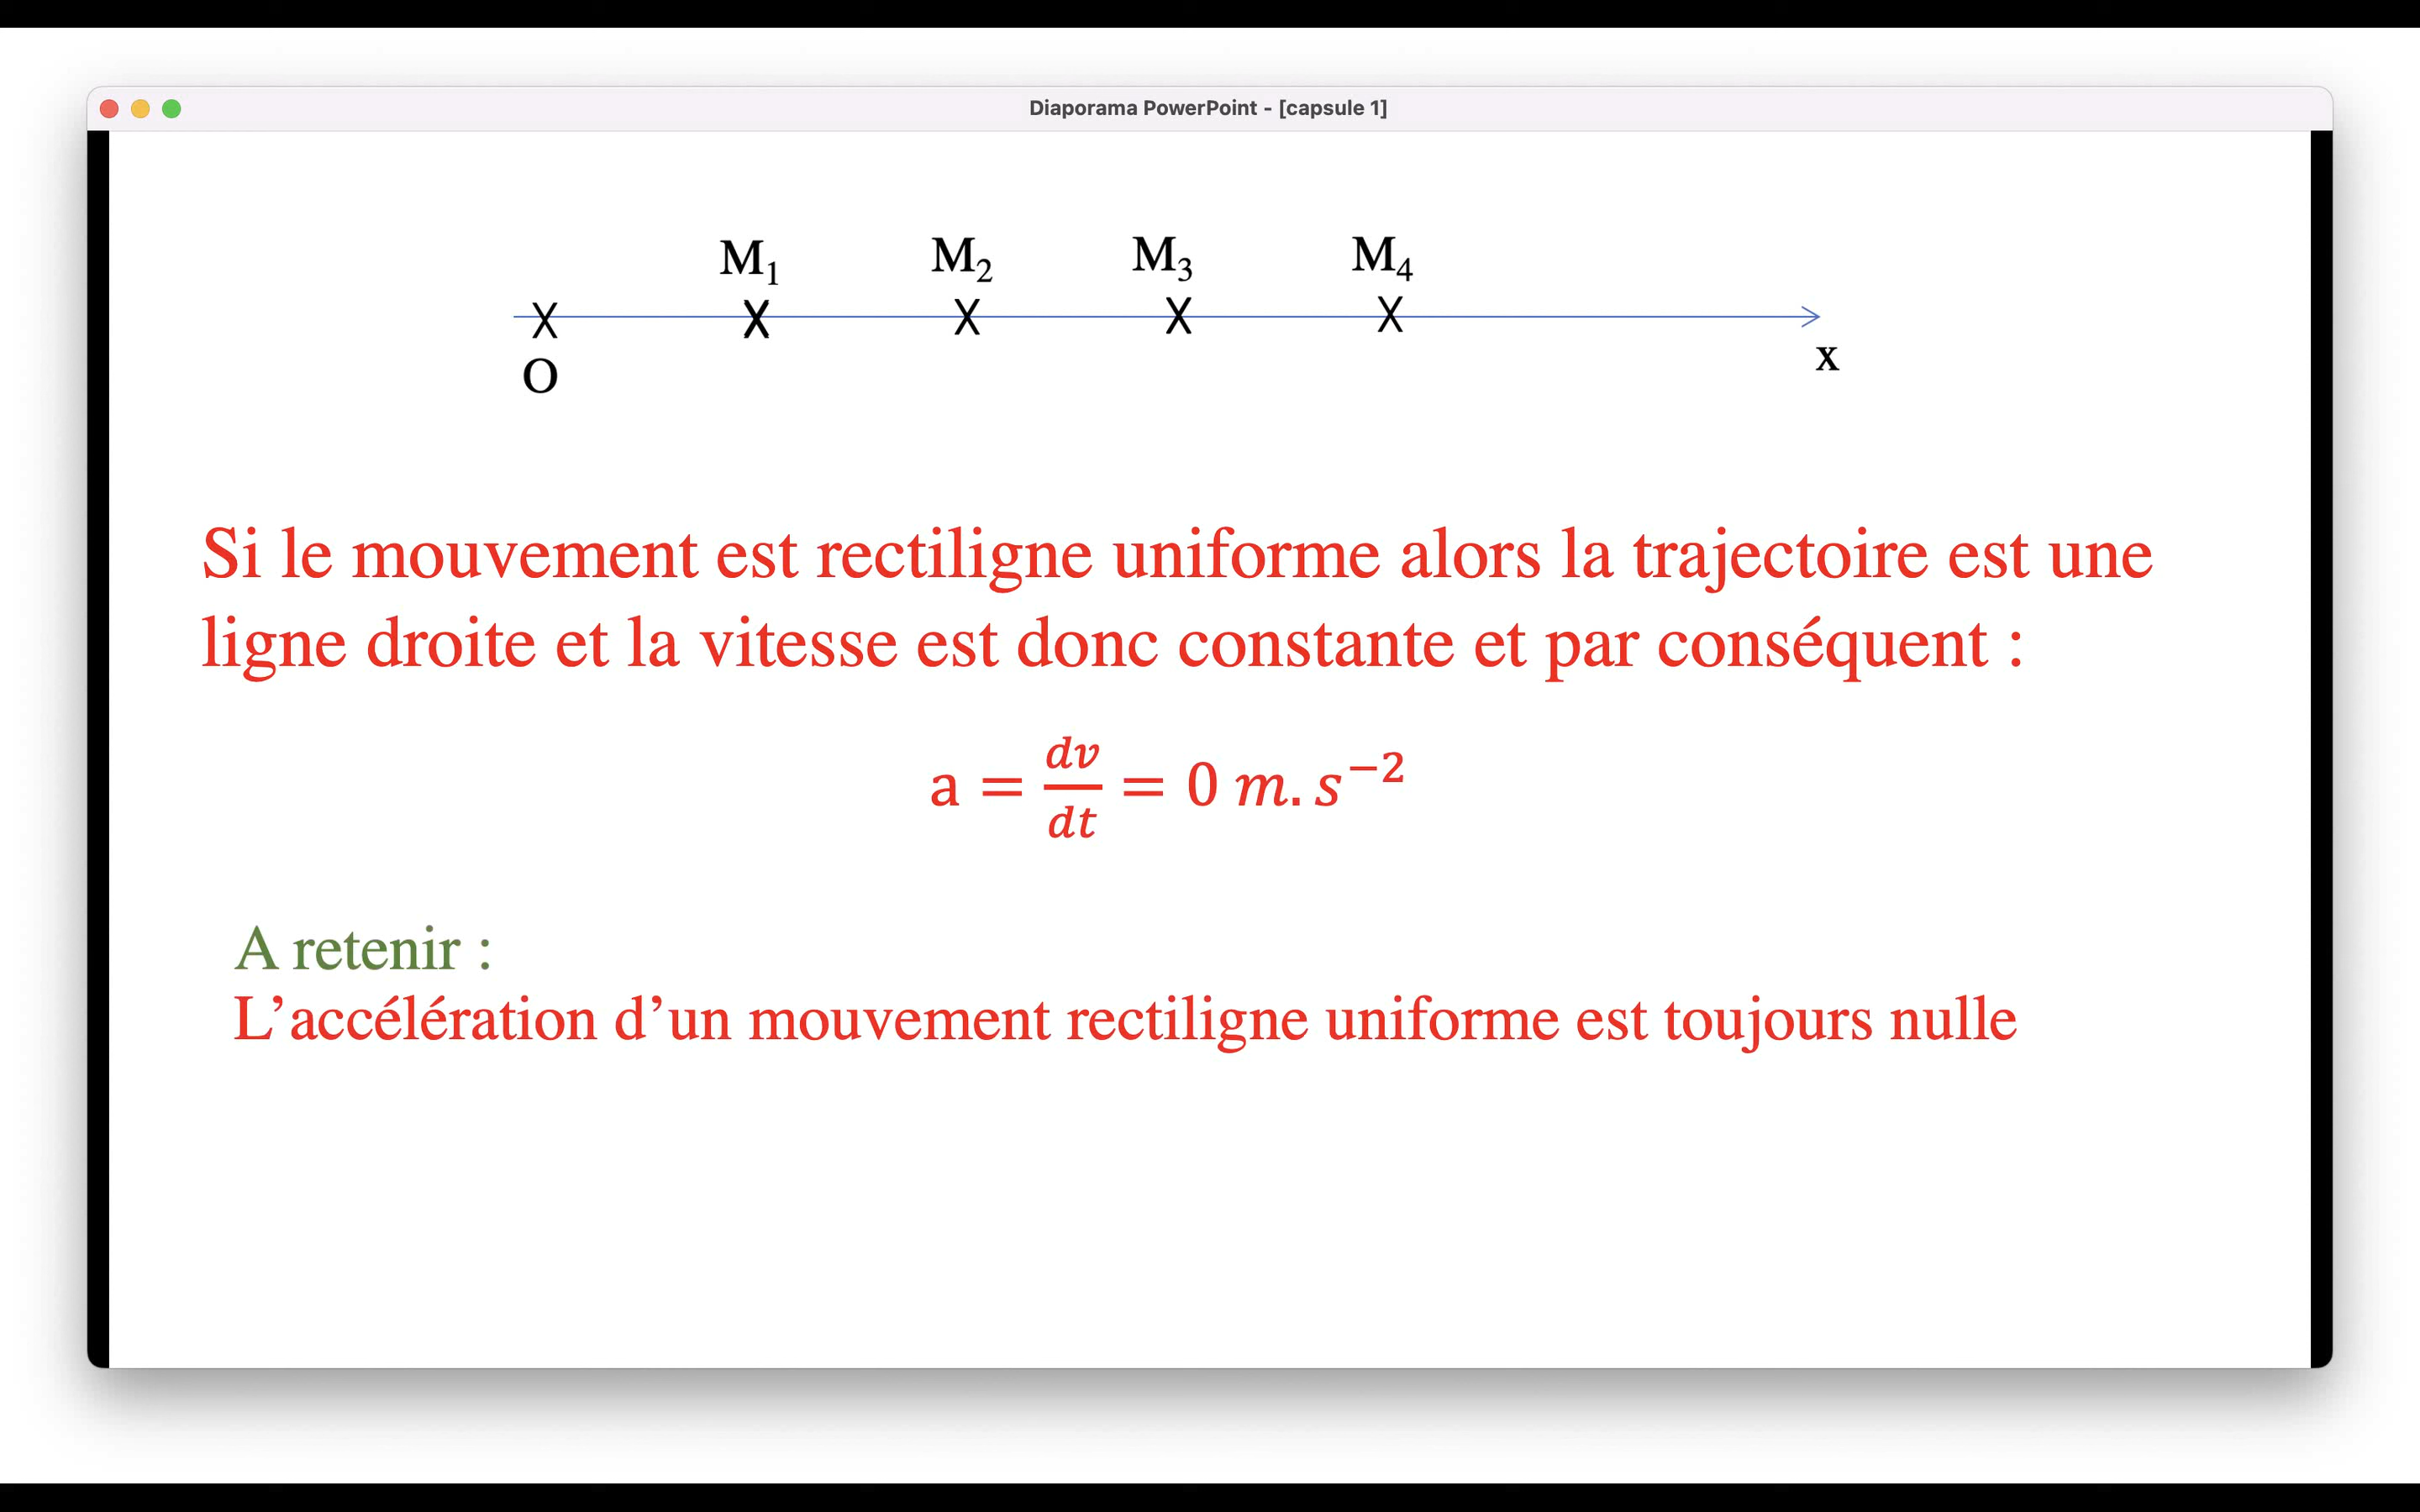 Diaporama PowerPoint - [capsule 1]
M₁ M₂ M₃ M₄
X X X X X
O x
Si le mouvement est rectiligne uniforme alors la trajectoire est une
ligne droite et la vitesse est donc constante et par conséquent :
a = dv/dt = 0 m. s⁻²
A retenir :
L’accélération d’un mouvement rectiligne uniforme est toujours nulle